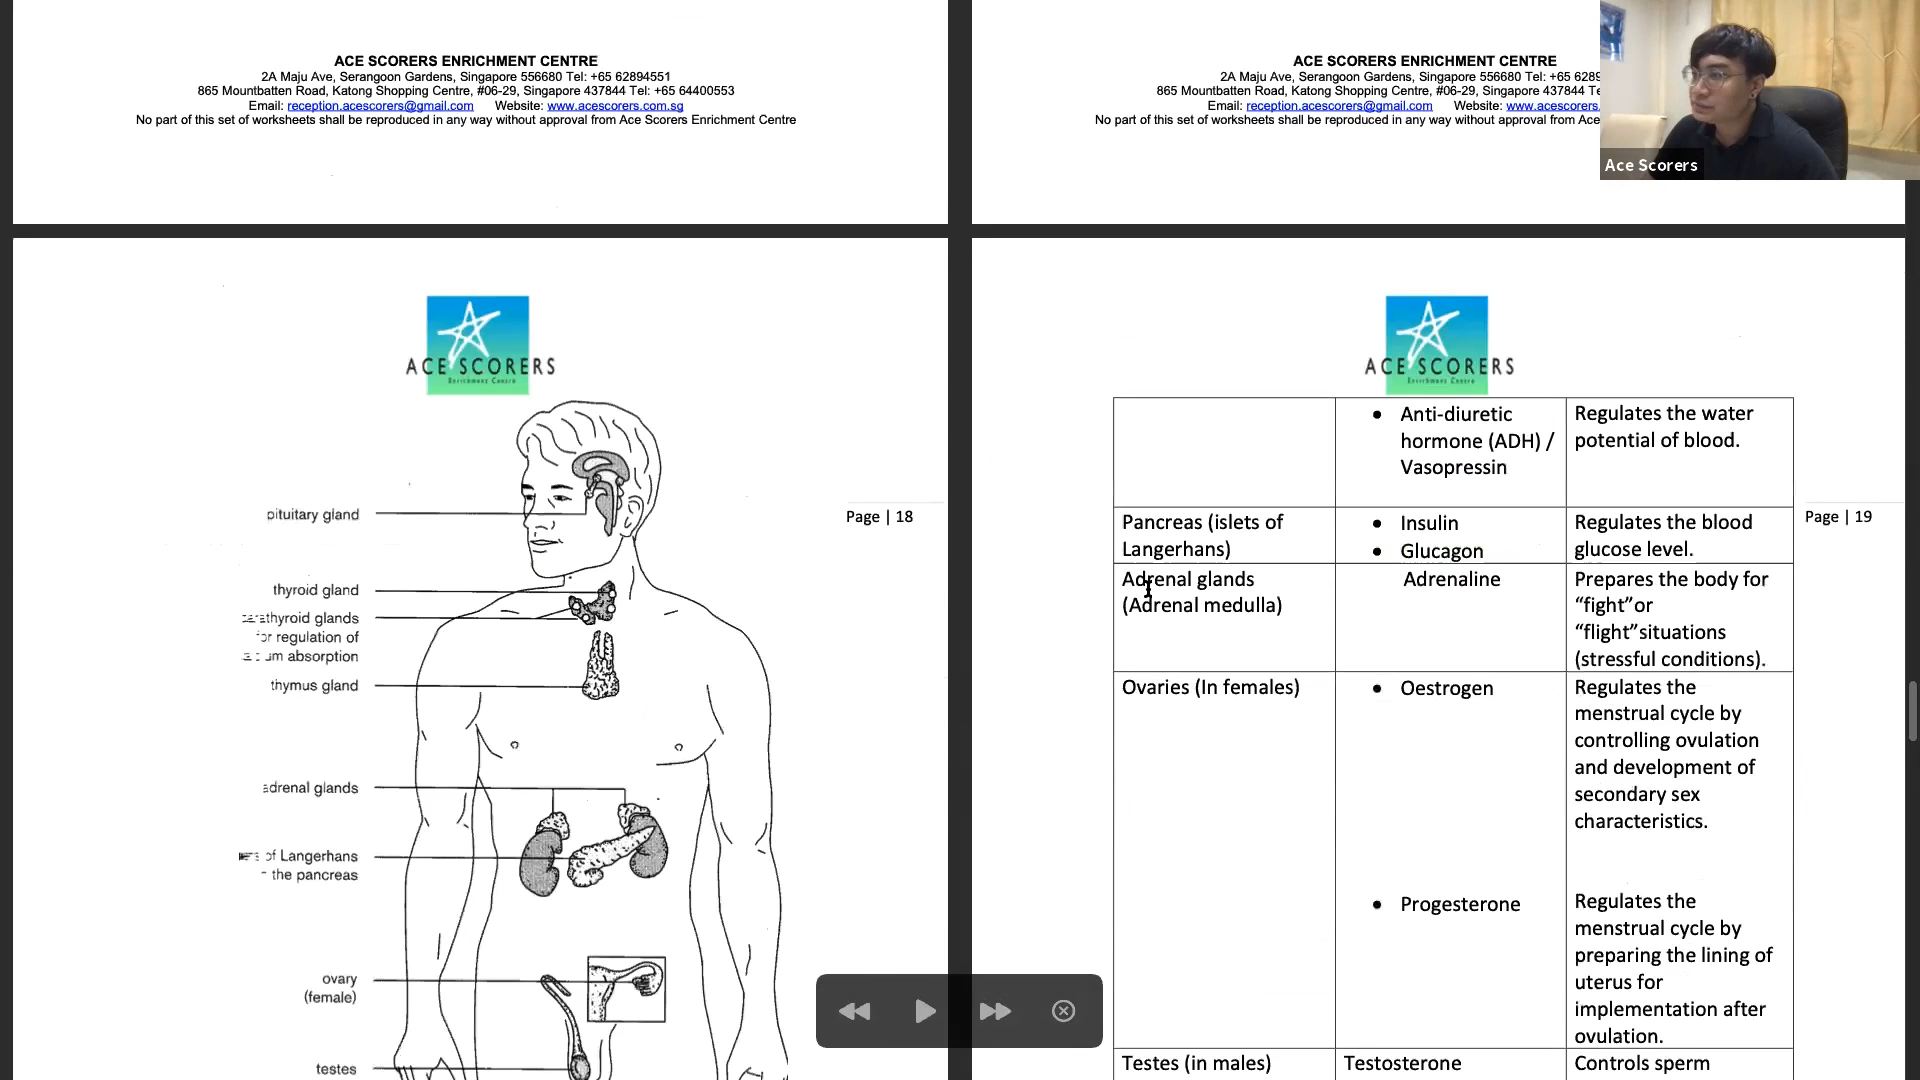 ACE SCORERS ENRICHMENT CENTRE
2A Maju Ave, Serangoon Gardens, Singapore 556680 Tel: +65 62894551
865 Mountbatten Road, Katong Shopping Centre, #06-29, Singapore 437844 Tel: +65 64400553
Email: reception.acescorers@gmail.com Website: www.acescorers.com.sg
No part of this set of worksheets shall be reproduced in any way without approval from Ace Scorers Enrichment Centre
ACE SCORERS ENRICHMENT CENTRE
2A Maju Ave, Serangoon Gardens, Singapore 556680 Tel: +65 6289
865 Mountbatten Road, Katong Shopping Centre, #06-29, Singapore 437844 Te
Email: reception.acescorers@gmail.com Website: www.acescorers.
No part of this set of worksheets shall be reproduced in any way without approval from Ace
Ace Scorers
ACE SCORERS
Enrichment Centre
pituitary gland
Page | 18
thyroid gland
athyroid glands
or regulation of
um absorption
thymus gland
adrenal glands
of Langerhans
the pancreas
ovary
(female)
testes
ACE SCORERS
Enrichment Centre
Anti-diuretic
hormone (ADH) /
Vasopressin
Regulates the water
potential of blood.
Page | 19
Pancreas (islets of
Langerhans)
• Insulin
• Glucagon
Regulates the blood
glucose level.
Adrenal glands
(Adrenal medulla)
Adrenaline
Prepares the body for
“fight”or
“flight”situations
(stressful conditions).
Ovaries (In females)
• Oestrogen
Regulates the
menstrual cycle by
controlling ovulation
and development of
secondary sex
characteristics.
• Progesterone
Regulates the
menstrual cycle by
preparing the lining of
uterus for
implementation after
ovulation.
Testes (in males)
Testosterone
Controls sperm